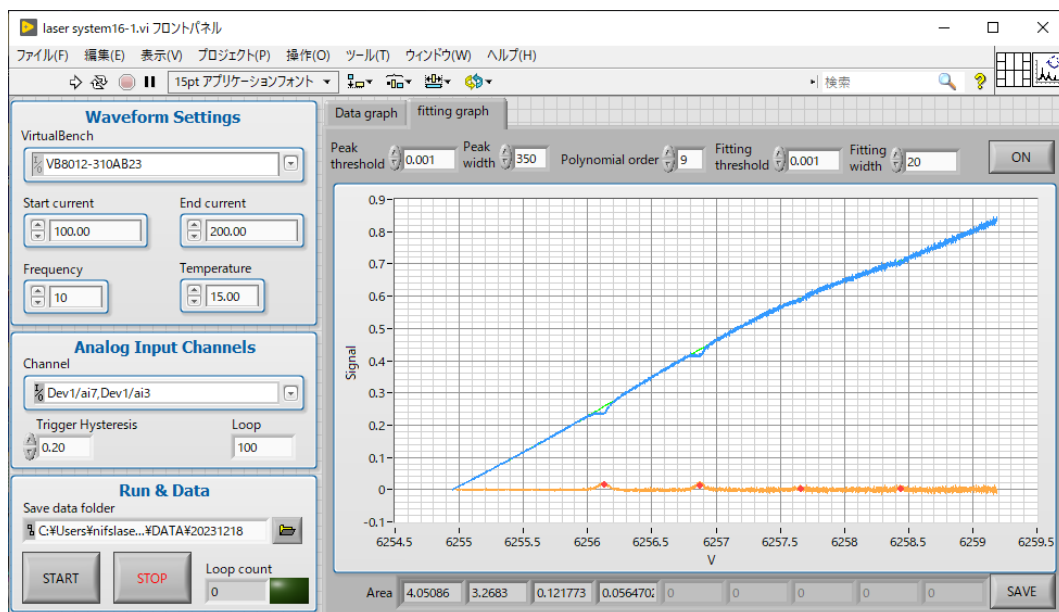 laser system16-1.vi フロントパネル
ファイル(F) 編集(E) 表示(V) プロジェクト(P) 操作(O) ツール(T) ウィンドウ(W) ヘルプ(H)
15pt アプリケーションフォント
検索
Waveform Settings
VirtualBench
VB8012-310AB23
Start current End current
100.00 200.00
Frequency Temperature
10 15.00
Analog Input Channels
Channel
Dev1/ai7,Dev1/ai3
Trigger Hysteresis Loop
0.20 100
Run & Data
Save data folder
C:¥Users¥nifslase...¥DATA¥20231218
START STOP Loop count
0
Data graph fitting graph
Peak threshold 0.001 Peak width 350 Polynomial order 9 Fitting threshold 0.001 Fitting width 20 ON
0.9
0.8
0.7
0.6
0.5
0.4
0.3
0.2
0.1
0
-0.1
Signal
6254.5 6255 6255.5 6256 6256.5 6257 6257.5 6258 6258.5 6259 6259.5
V
Area 4.05086 3.2683 0.121773 0.056470 0 0 0 0 SAVE